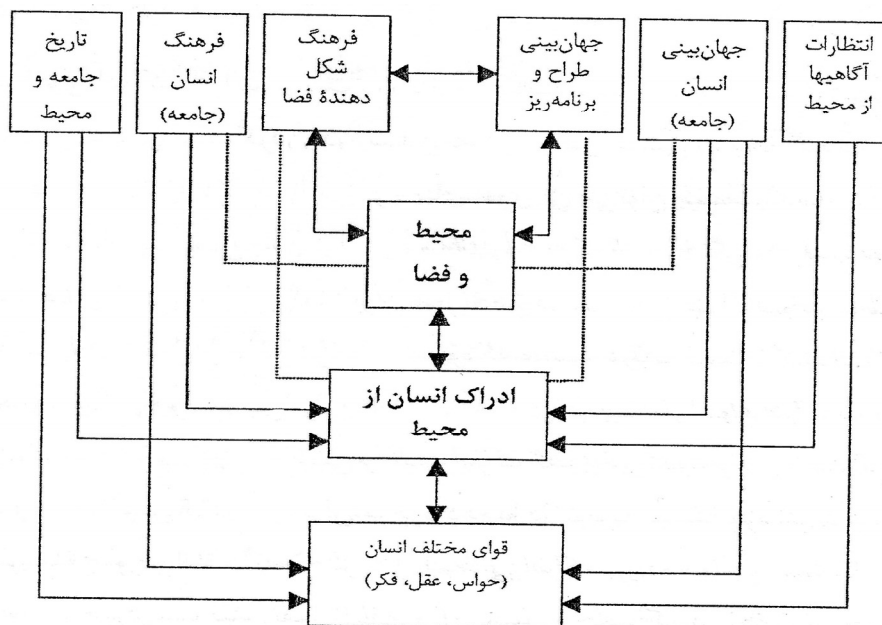 انتظارات
آگاهیها
از محیط
جهان‌بینی
انسان
(جامعه)
جهان‌بینی
طراح و
برنامه‌ریز
فرهنگ
شکل
دهندهٔ فضا
فرهنگ
انسان
(جامعه)
تاریخ
جامعه و
محیط
محیط
و فضا
ادراک انسان از
محیط
قوای مختلف انسان
(حواس، عقل، فکر)